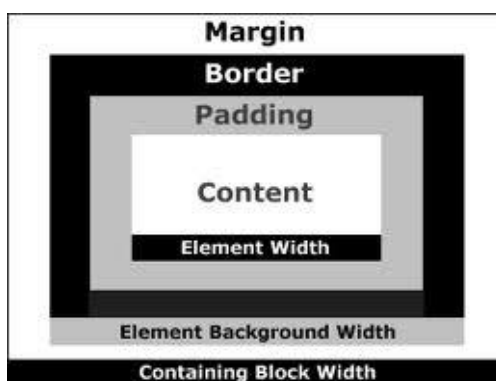 Margin
Border
Padding
Content
Element Width
Element Background Width
Containing Block Width